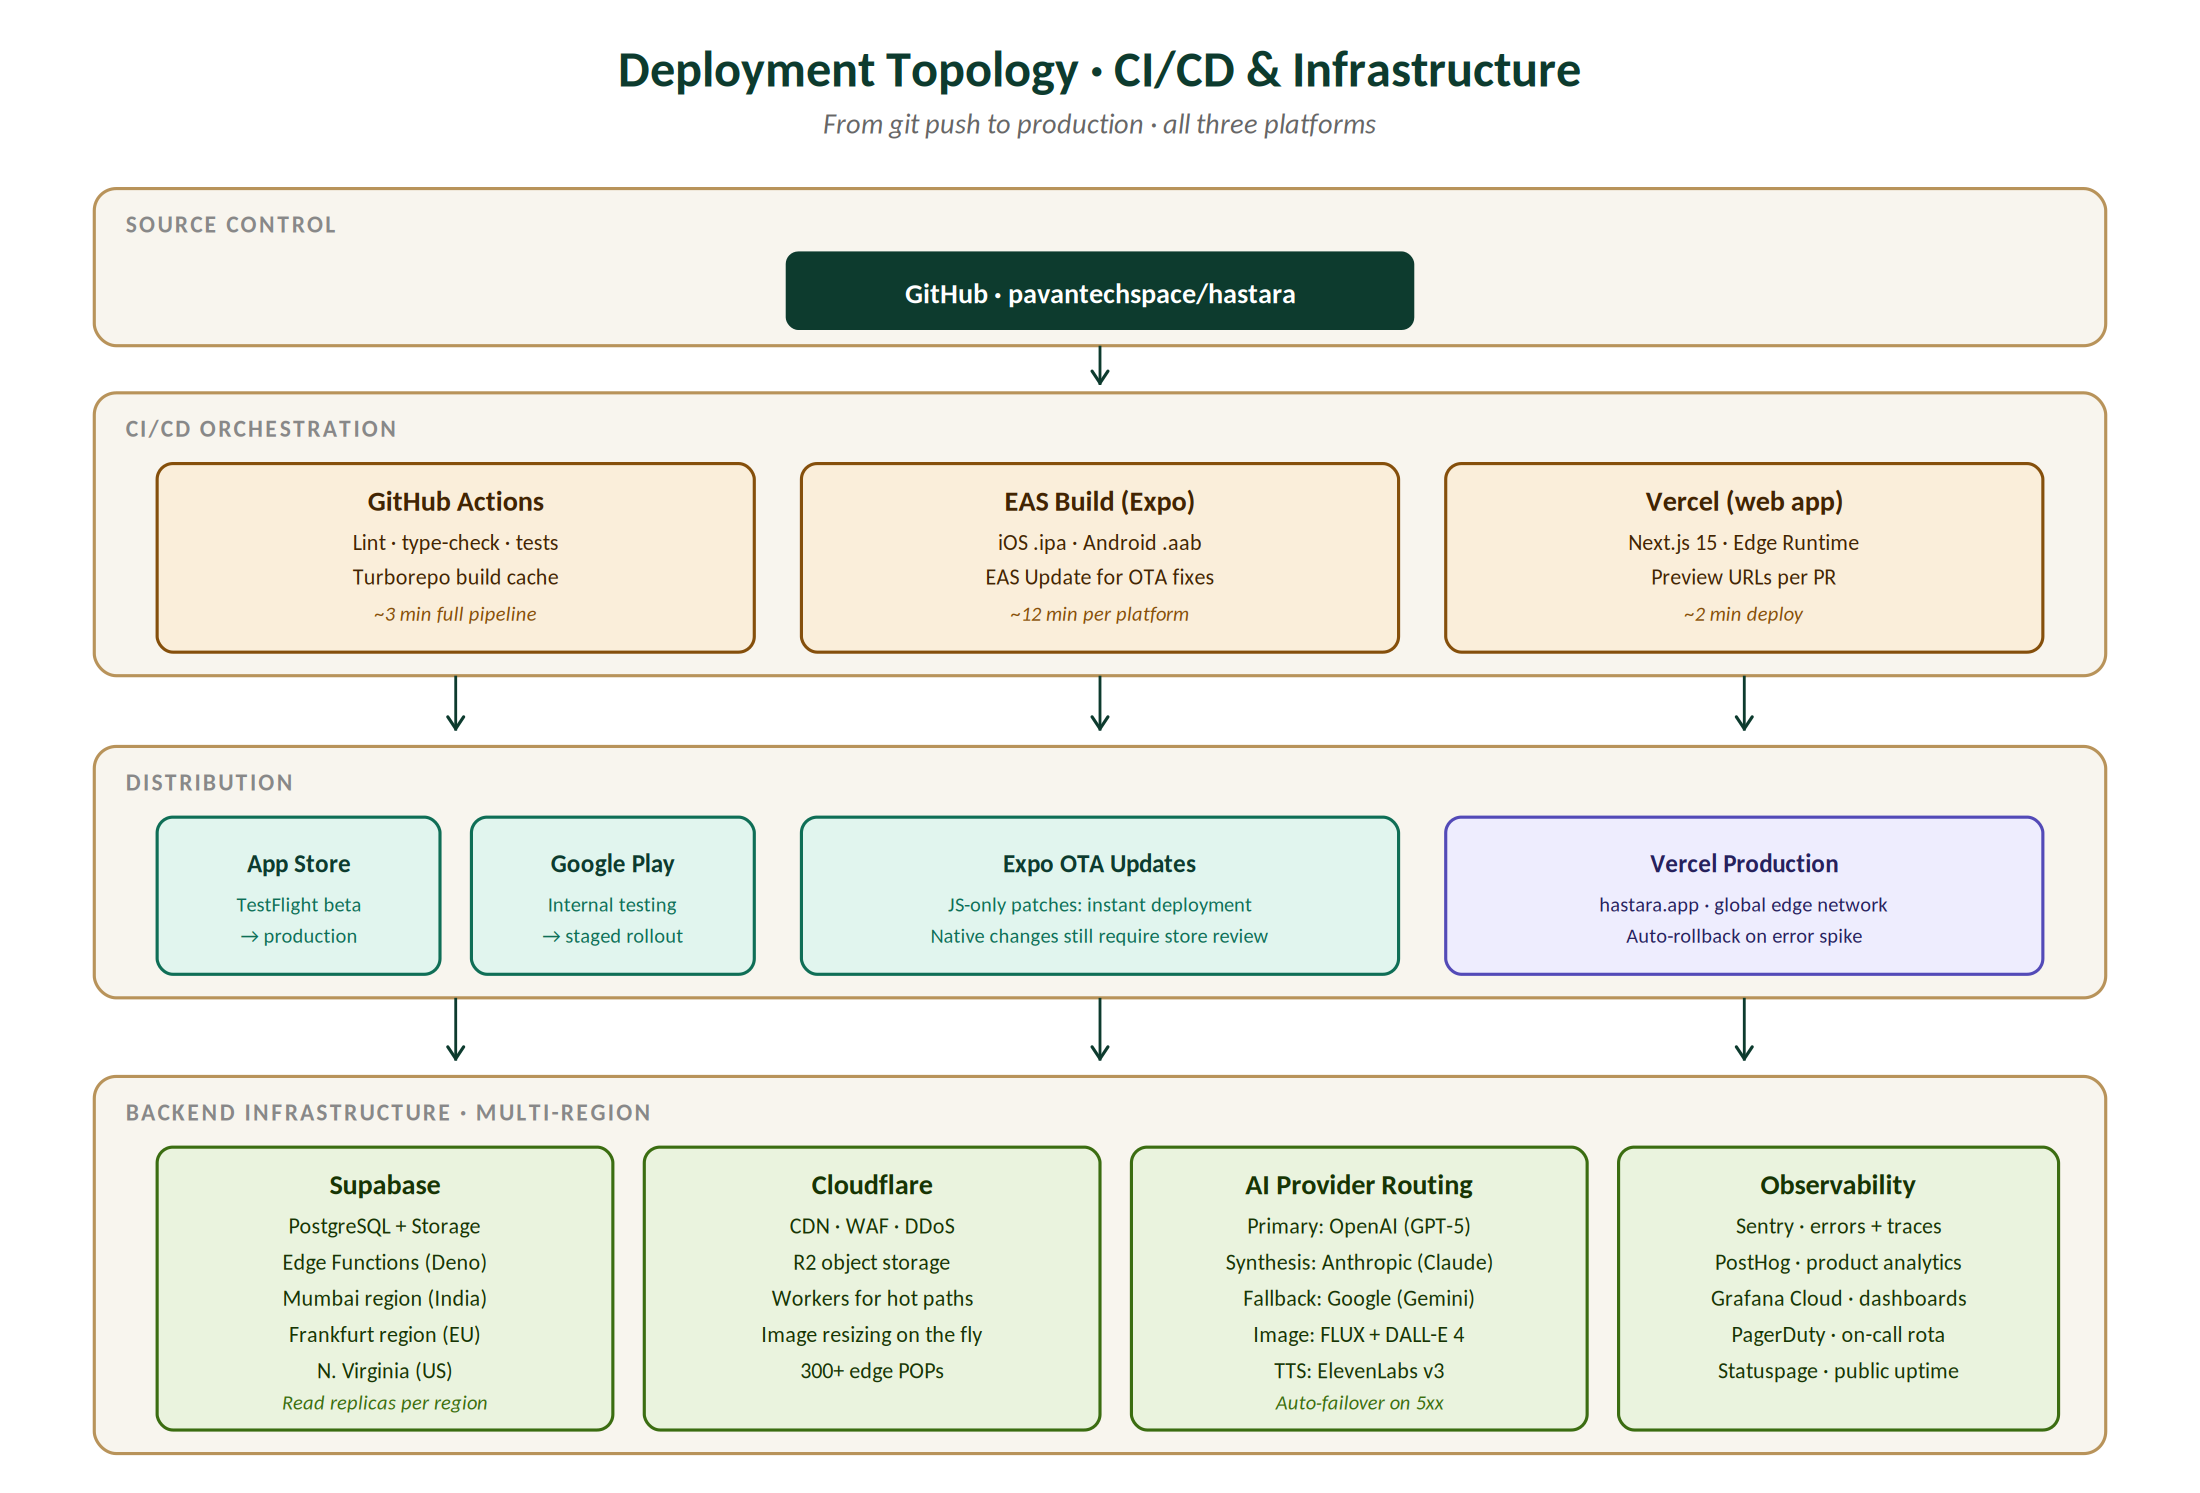 Deployment Topology · CI/CD & Infrastructure
From git push to production · all three platforms
SOURCE CONTROL
GitHub · pavantechspace/hastara
CI/CD ORCHESTRATION
GitHub Actions
Lint · type-check · tests
Turborepo build cache
~3 min full pipeline
EAS Build (Expo)
iOS .ipa · Android .aab
EAS Update for OTA fixes
~12 min per platform
Vercel (web app)
Next.js 15 · Edge Runtime
Preview URLs per PR
~2 min deploy
DISTRIBUTION
App Store
TestFlight beta
→ production
Google Play
Internal testing
→ staged rollout
Expo OTA Updates
JS-only patches: instant deployment
Native changes still require store review
Vercel Production
hastara.app · global edge network
Auto-rollback on error spike
BACKEND INFRASTRUCTURE · MULTI-REGION
Supabase
PostgreSQL + Storage
Edge Functions (Deno)
Mumbai region (India)
Frankfurt region (EU)
N. Virginia (US)
Read replicas per region
Cloudflare
CDN · WAF · DDoS
R2 object storage
Workers for hot paths
Image resizing on the fly
300+ edge POPs
AI Provider Routing
Primary: OpenAI (GPT-5)
Synthesis: Anthropic (Claude)
Fallback: Google (Gemini)
Image: FLUX + DALL-E 4
TTS: ElevenLabs v3
Auto-failover on 5xx
Observability
Sentry · errors + traces
PostHog · product analytics
Grafana Cloud · dashboards
PagerDuty · on-call rota
Statuspage · public uptime